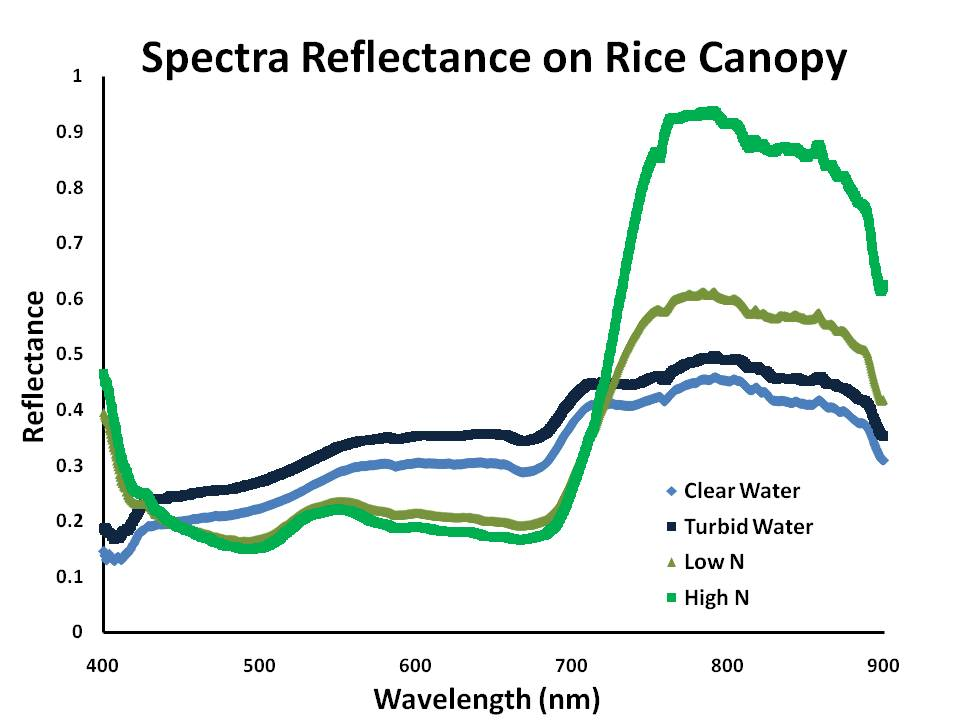 Spectra Reflectance on Rice Canopy
1
0.9
0.8
0.7
0.6
0.5
0.4
0.3
0.2
0.1
0
Reflectance
Clear Water
Turbid Water
Low N
High N
400 500 600 700 800 900
Wavelength (nm)